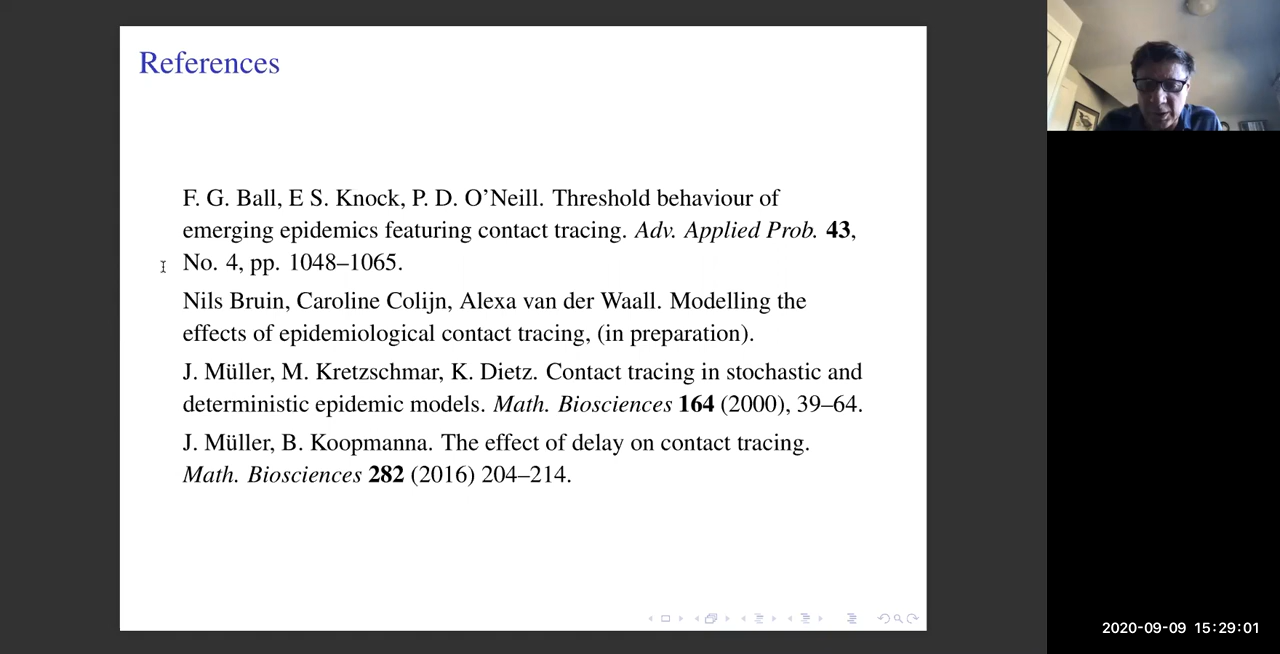 References
F. G. Ball, E S. Knock, P. D. O’Neill. Threshold behaviour of
emerging epidemics featuring contact tracing. Adv. Applied Prob. 43,
No. 4, pp. 1048–1065.
Nils Bruin, Caroline Colijn, Alexa van der Waall. Modelling the
effects of epidemiological contact tracing, (in preparation).
J. Müller, M. Kretzschmar, K. Dietz. Contact tracing in stochastic and
deterministic epidemic models. Math. Biosciences 164 (2000), 39–64.
J. Müller, B. Koopmanna. The effect of delay on contact tracing.
Math. Biosciences 282 (2016) 204–214.
2020-09-09 15:29:01